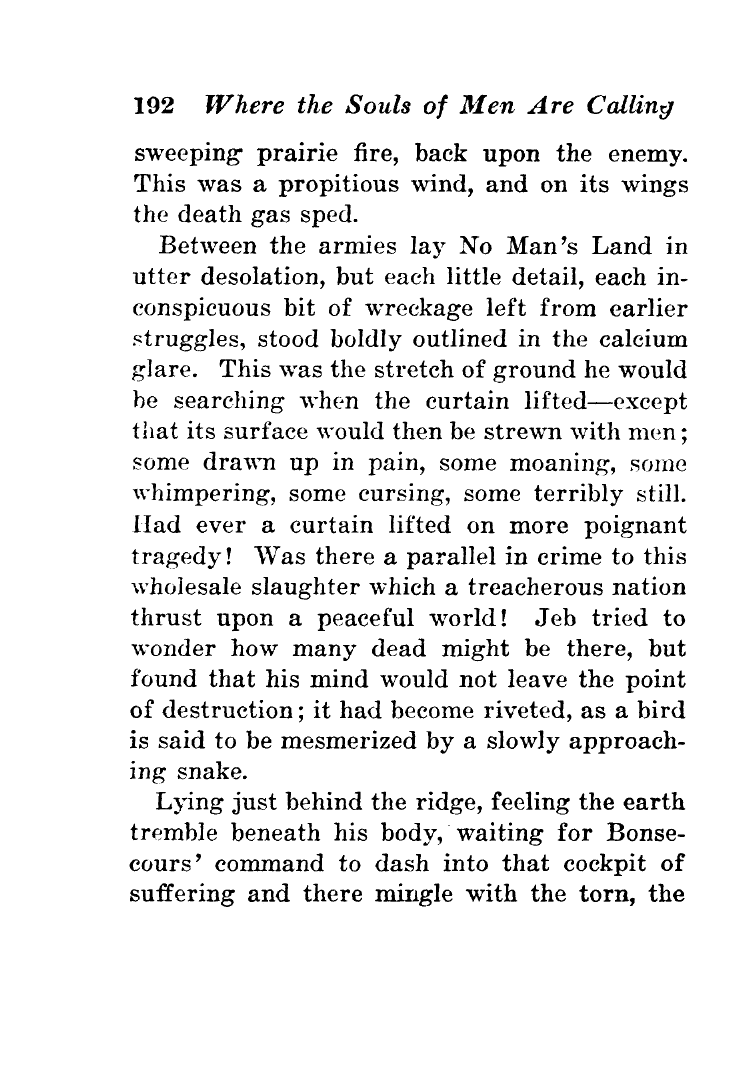 192 Where the Souls of Men Are Calling
sweeping prairie fire, back upon the enemy.
This was a propitious wind, and on its wings
the death gas sped.
Between the armies lay No Man's Land in
utter desolation, but each little detail, each in-
conspicuous bit of wreckage left from earlier
struggles, stood boldly outlined in the calcium
glare. This was the stretch of ground he would
be searching when the curtain lifted—except
that its surface would then be strewn with men;
some drawn up in pain, some moaning, some
whimpering, some cursing, some terribly still.
Had ever a curtain lifted on more poignant
tragedy! Was there a parallel in crime to this
wholesale slaughter which a treacherous nation
thrust upon a peaceful world! Jeb tried to
wonder how many dead might be there, but
found that his mind would not leave the point
of destruction; it had become riveted, as a bird
is said to be mesmerized by a slowly approach-
ing snake.
Lying just behind the ridge, feeling the earth
tremble beneath his body, waiting for Bonse-
cours' command to dash into that cockpit of
suffering and there mingle with the torn, the